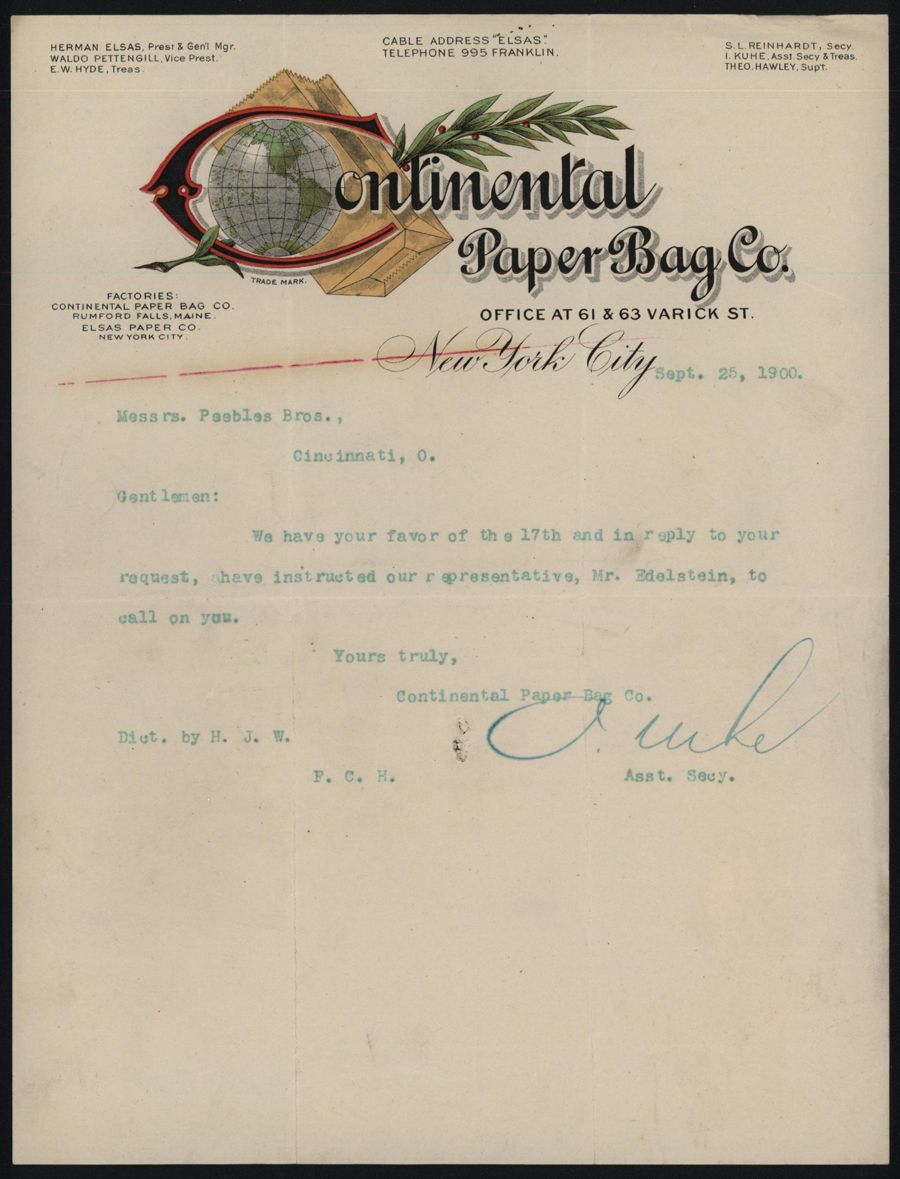 HERMAN ELSAS, Prest & Gen'l Mgr.
WALDO PETTENGILL, Vice Prest.
E. W. HYDE, Treas.
CABLE ADDRESS "ELSAS".
TELEPHONE 995 FRANKLIN.
S. L. REINHARDT, Secy.
I. KUHE, Asst. Secy & Treas.
THEO. HAWLEY, Sup't.
Continental
Paper Bag Co.
TRADE MARK.
OFFICE AT 61 & 63 VARICK ST.
FACTORIES:
CONTINENTAL PAPER BAG CO.
RUMFORD FALLS, MAINE.
ELSAS PAPER CO.
NEW YORK CITY.
New York City Sept. 25, 1900.
Messrs. Peebles Bros.,
Cincinnati, O.
Gentlemen:
We have your favor of the 17th and in reply to your
request, have instructed our representative, Mr. Edelstein, to
call on you.
Yours truly,
Continental Paper Bag Co.
I. Kuhe
Dict. by H. J. W.
F. C. H.
Asst. Secy.